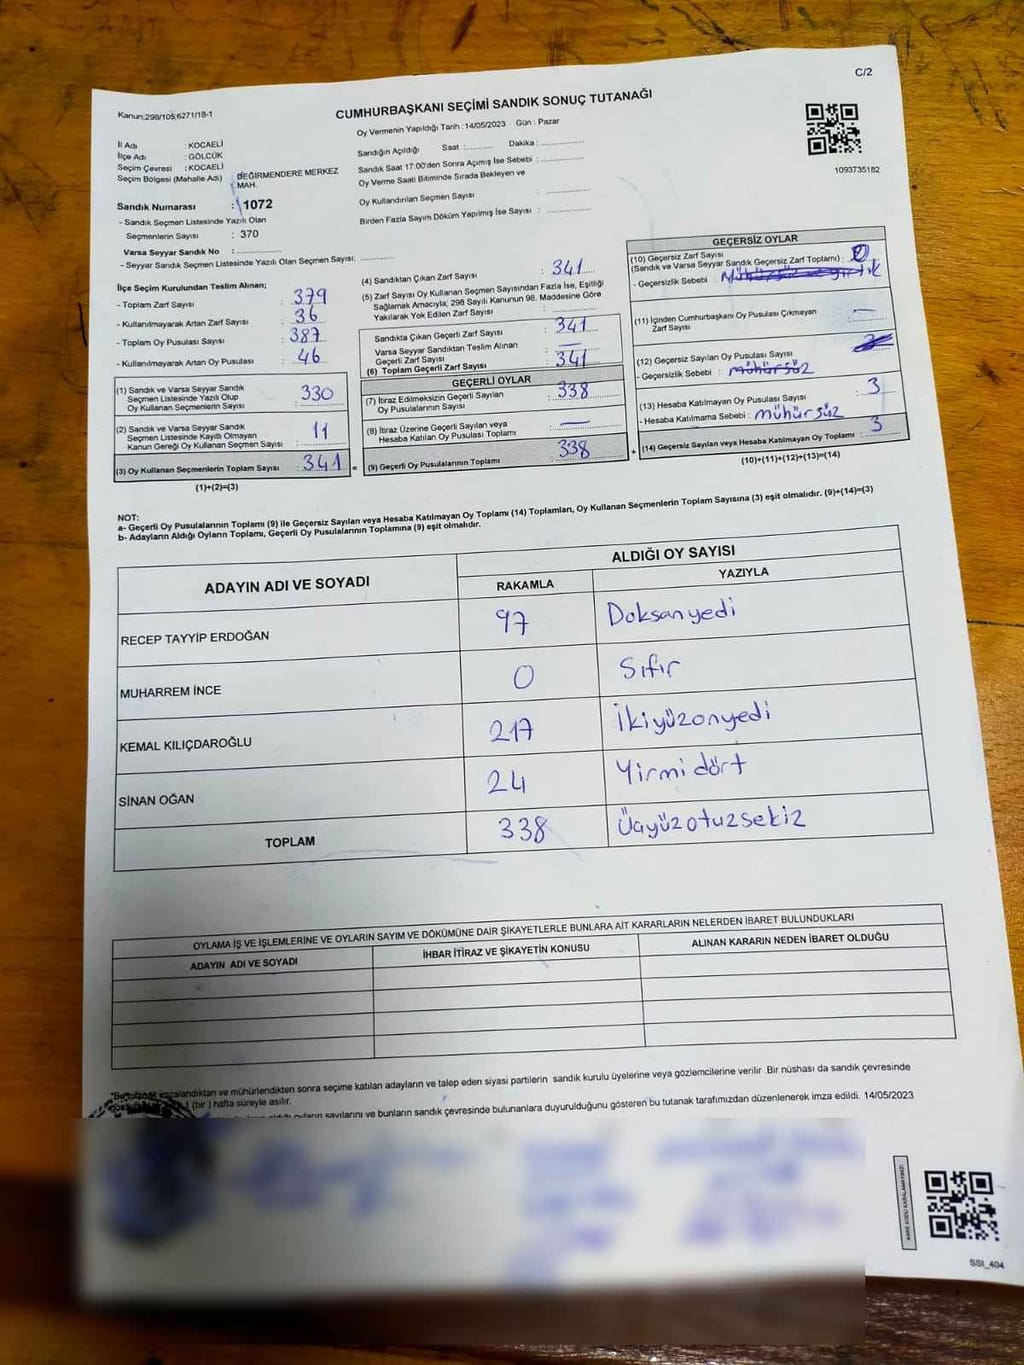 C/2
Kanun;298/105;6271/18-1
CUMHURBAŞKANI SEÇİMİ SANDIK SONUÇ TUTANAĞI
Oy Vermenin Yapıldığı Tarih :14/05/2023 Gün : Pazar
İl Adı : KOCAELİ
İlçe Adı : GÖLCÜK
Seçim Çevresi : KOCAELİ
Seçim Bölgesi (Mahalle Adı) : DEĞİRMENDERE MERKEZ MAH.
Sandık Numarası : 1072
- Sandık Seçmen Listesinde Yazılı Olan
Seçmenlerin Sayısı : 370
Varsa Seyyar Sandık No :
- Seyyar Sandık Seçmen Listesinde Yazılı Olan Seçmen Sayısı:
Sandığın Açıldığı Saat : Dakika :
Sandık Saat 17:00'den Sonra Açımış İse Sebebi :
Oy Verme Saati Bitiminde Sırada Bekleyen ve
Oy Kullandırılan Seçmen Sayısı :
Birden Fazla Sayım Döküm Yapılmış İse Sayısı :
1093735182
İlçe Seçim Kurulundan Teslim Alınan;
- Toplam Zarf Sayısı : 379
- Kullanılmayarak Artan Zarf Sayısı : 36
- Toplam Oy Pusulası Sayısı : 387
- Kullanılmayarak Artan Oy Pusulası : 46
(1) Sandık ve Varsa Seyyar Sandık
Seçmen Listesinde Yazılı Olup
Oy Kullanan Seçmenlerin Sayısı : 330
(2) Sandık ve Varsa Seyyar Sandık
Seçmen Listesinde Kayıtlı Olmayan
Kanun Gereği Oy Kullanan Seçmen Sayısı : 11
(3) Oy Kullanan Seçmenlerin Toplam Sayısı : 341 =
(1)+(2)=(3)
(4) Sandıktan Çıkan Zarf Sayısı : 341
(5) Zarf Sayısı Oy Kullanan Seçmen Sayısından Fazla İse, Eşitliği
Sağlamak Amacıyla; 298 Sayılı Kanunun 98. Maddesine Göre
Yakılarak Yok Edilen Zarf Sayısı :
Sandıkta Çıkan Geçerli Zarf Sayısı : 341
Varsa Seyyar Sandıktan Teslim Alınan
Geçerli Zarf Sayısı : —
(6) Toplam Geçerli Zarf Sayısı : 341
GEÇERLİ OYLAR
(7) İtiraz Edilmeksizin Geçerli Sayılan
Oy Pusulalarının Sayısı : 338
(8) İtiraz Üzerine Geçerli Sayılan veya
Hesaba Katılan Oy Pusulası Toplamı : —
(9) Geçerli Oy Pusulalarının Toplamı : 338 +
GEÇERSİZ OYLAR
(10) Geçersiz Zarf Sayısı
(Sandık ve Varsa Seyyar Sandık Geçersiz Zarf Toplamı) :
- Geçersizlik Sebebi :
(11) İçinden Cumhurbaşkanı Oy Pusulası Çıkmayan
Zarf Sayısı : —
(12) Geçersiz Sayılan Oy Pusulası Sayısı :
- Geçersizlik Sebebi : mühürsüz
(13) Hesaba Katılmayan Oy Pusulası Sayısı : 3
- Hesaba Katılmama Sebebi : mühürsüz
(14) Geçersiz Sayılan veya Hesaba Katılmayan Oy Toplamı : 3
(10)+(11)+(12)+(13)=(14)
NOT:
a- Geçerli Oy Pusulalarının Toplamı (9) ile Geçersiz Sayılan veya Hesaba Katılmayan Oy Toplamı (14) Toplamları, Oy Kullanan Seçmenlerin Toplam Sayısına (3) eşit olmalıdır. (9)+(14)=(3)
b- Adayların Aldığı Oyların Toplamı, Geçerli Oy Pusulalarının Toplamına (9) eşit olmalıdır.
ADAYIN ADI VE SOYADI
ALDIĞI OY SAYISI
RAKAMLA YAZIYLA
RECEP TAYYİP ERDOĞAN 97 Doksanyedi
MUHARREM İNCE 0 Sıfır
KEMAL KILIÇDAROĞLU 217 İkiyüzonyedi
SİNAN OĞAN 24 Yirmidört
TOPLAM 338 Üçyüzotuzsekiz
OYLAMA İŞ VE İŞLEMLERİNE VE OYLARIN SAYIM VE DÖKÜMÜNE DAİR ŞİKAYETLERLE BUNLARA AİT KARARLARIN NELERDEN İBARET BULUNDUKLARI
ADAYIN ADI VE SOYADI İHBAR İTİRAZ VE ŞİKAYETİN KONUSU ALINAN KARARIN NEDEN İBARET OLDUĞU
imzalandıktan ve mühürlendikten sonra seçime katılan adayların ve talep eden siyasi partilerin sandık kurulu üyelerine veya gözlemcilerine verilir .Bir nüshası da sandık çevresinde
1 (bir) hafta süreyle asılır.
aldığı oyların sayılarını ve bunların sandık çevresinde bulunanlara duyurulduğunu gösteren bu tutanak tarafımızdan düzenlenerek imza edildi. 14/05/2023
KARE KODU KARALAMAYINIZ!
SSI_404